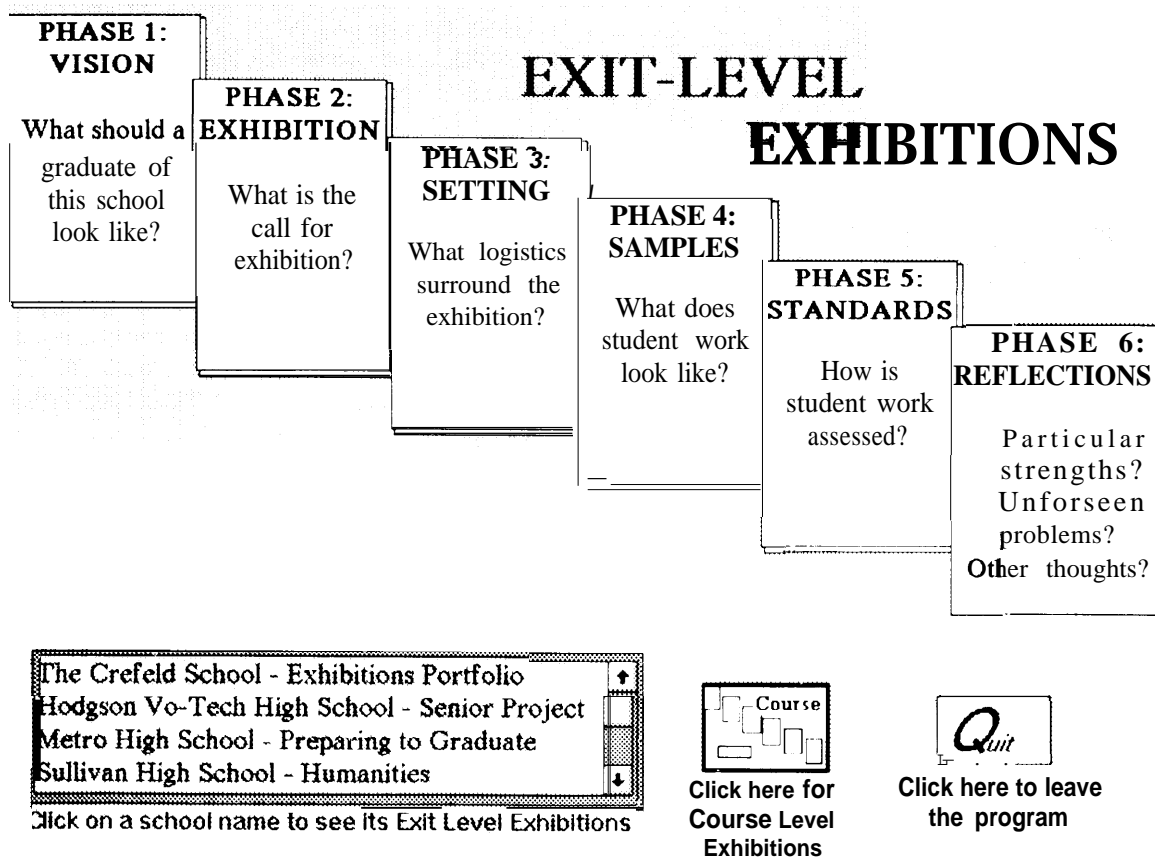 EXIT-LEVEL
EXHIBITIONS
PHASE 1:
VISION
What should a
graduate of
this school
look like?
PHASE 2:
EXHIBITION
What is the
call for
exhibition?
PHASE 3:
SETTING
What logistics
surround the
exhibition?
PHASE 4:
SAMPLES
What does
student work
look like?
PHASE 5:
STANDARDS
How is
student work
assessed?
PHASE 6:
REFLECTIONS
Particular
strengths?
Unforseen
problems?
Other thoughts?
The Crefeld School - Exhibitions Portfolio
Hodgson Vo-Tech High School - Senior Project
Metro High School - Preparing to Graduate
Sullivan High School - Humanities
Click on a school name to see its Exit Level Exhibitions
Course
Click here for
Course Level
Exhibitions
Quit
Click here to leave
the program